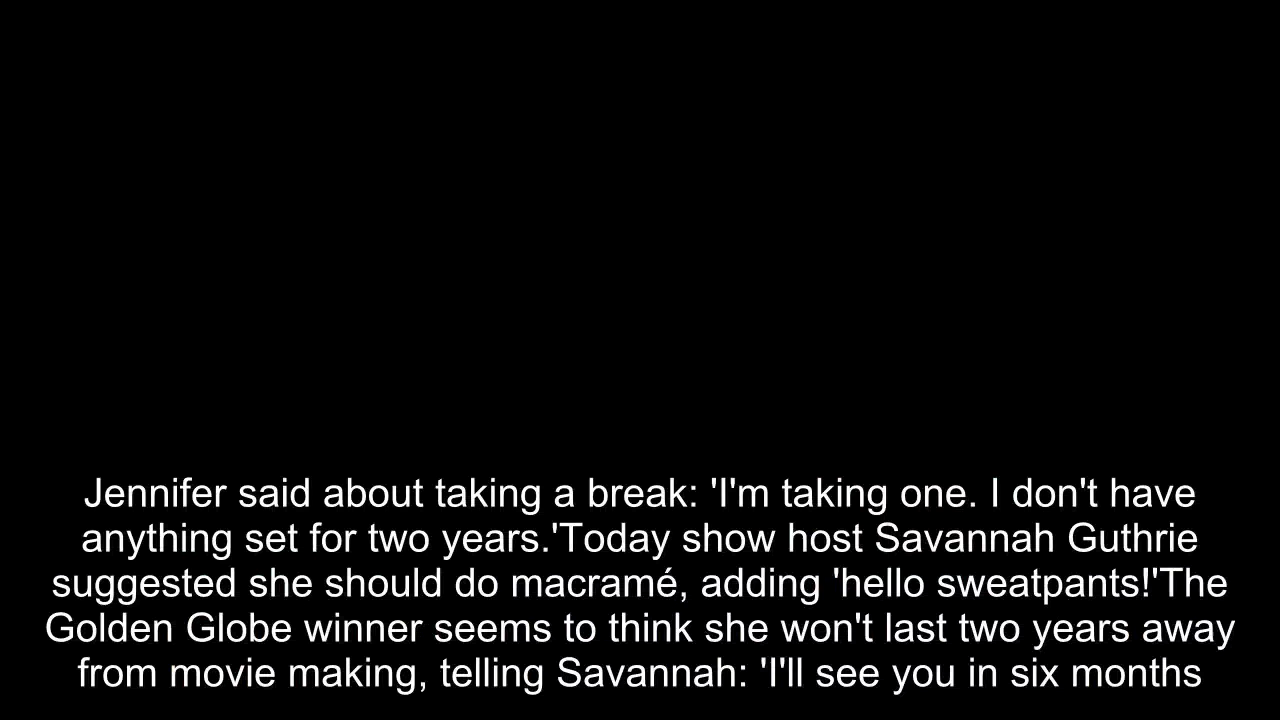 Jennifer said about taking a break: 'I'm taking one. I don't have
anything set for two years.'Today show host Savannah Guthrie
suggested she should do macramé, adding 'hello sweatpants!'The
Golden Globe winner seems to think she won't last two years away
from movie making, telling Savannah: 'I'll see you in six months